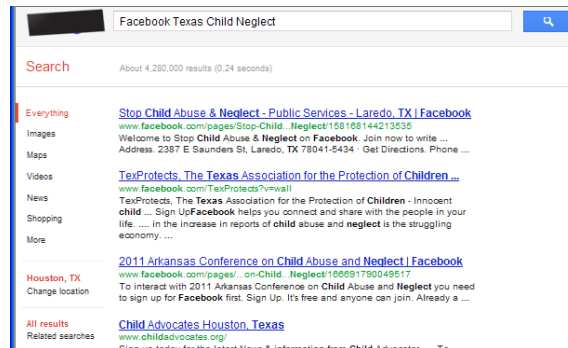 Facebook Texas Child Neglect
Search
About 4,280,000 results (0.24 seconds)
Everything
Images
Maps
Videos
News
Shopping
More
Houston, TX
Change location
All results
Related searches
Stop Child Abuse & Neglect - Public Services - Laredo, TX | Facebook
www.facebook.com/pages/Stop-Child...Neglect/158168144213535
Welcome to Stop Child Abuse & Neglect on Facebook. Join now to write ...
Address. 2387 E Saunders St, Laredo, TX 78041-5434 · Get Directions. Phone ...
TexProtects, The Texas Association for the Protection of Children ...
www.facebook.com/TexProtects?v=wall
TexProtects, The Texas Association for the Protection of Children - Innocent
child ... Sign UpFacebook helps you connect and share with the people in your
life. .... in the increase in reports of child abuse and neglect is the struggling
economy. ...
2011 Arkansas Conference on Child Abuse and Neglect | Facebook
www.facebook.com/pages/...on-Child...Neglect/166691790049517
To interact with 2011 Arkansas Conference on Child Abuse and Neglect you need
to sign up for Facebook first. Sign Up. It's free and anyone can join. Already a ...
Child Advocates Houston, Texas
www.childadvocates.org/